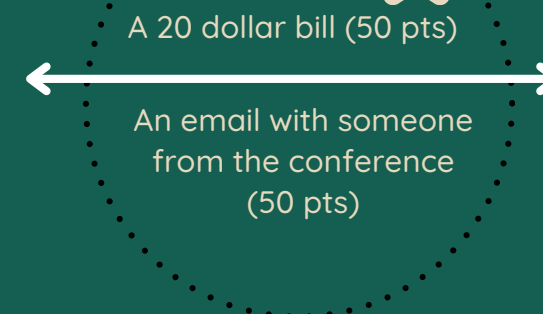 A 20 dollar bill (50 pts)
An email with someone
from the conference
(50 pts)